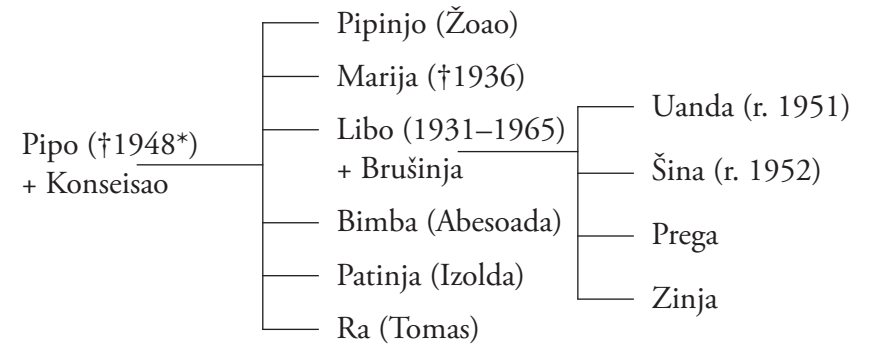 Pipo (†1948*)
+ Konseisao
Pipinjo (Žoao)
Marija (†1936)
Libo (1931–1965)
+ Brušinja
Bimba (Abesoada)
Patinja (Izolda)
Ra (Tomas)
Uanda (r. 1951)
Šina (r. 1952)
Prega
Zinja